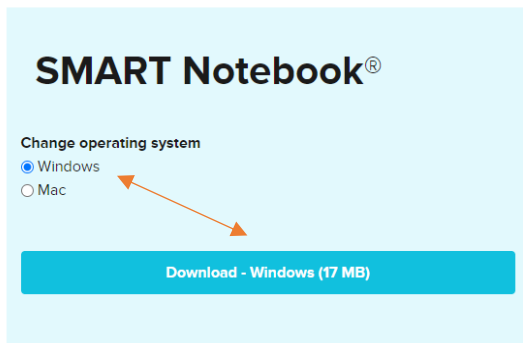 SMART Notebook®
Change operating system
Windows
Mac
Download - Windows (17 MB)